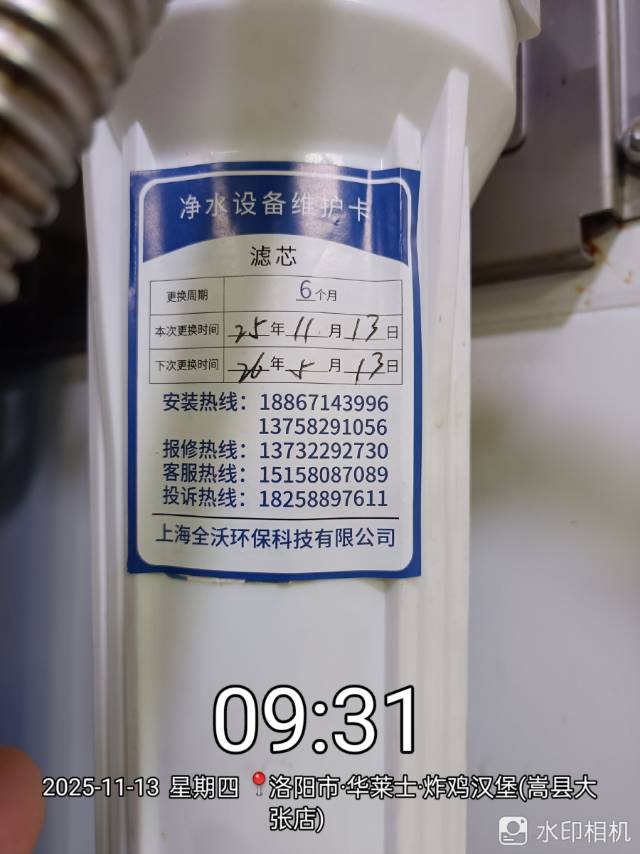 净水设备维护卡
滤芯
更换周期 6个月
本次更换时间 25年11月13日
下次更换时间 26年5月13日
安装热线：18867143996
13758291056
报修热线：13732292730
客服热线：15158087089
投诉热线：18258897611
上海全沃环保科技有限公司
09:31
2025-11-13 星期四 📍洛阳市·华莱士·炸鸡汉堡(嵩县大
张店)
水印相机